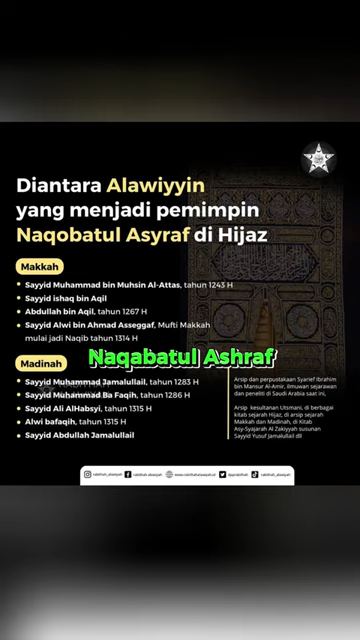 Diantara Alawiyyin
yang menjadi pemimpin
Naqobatul Asyraf di Hijaz
Makkah
• Sayyid Muhammad bin Muhsin Al-Attas, tahun 1243 H
• Sayyid ishaq bin Aqil
• Abdullah bin Aqil, tahun 1267 H
• Sayyid Alwi bin Ahmad Asseggaf, Mufti Makkah
mulai jadi Naqib tahun 1314 H
Naqabatul Ashraf
Madinah
• Sayyid Muhammad Jamalullail, tahun 1283 H
• Sayyid Muhammad Ba Faqih, tahun 1286 H
• Sayyid Ali AlHabsyi, tahun 1315 H
• Alwi bafaqih, tahun 1315 H
• Sayyid Abdullah Jamalullail
Arsip dan perpustakaan Syarief Ibrahim
bin Mansur Al-Amir, ilmuwan sejarawan
dan peneliti di Saudi Arabia saat ini,
Arsip kesultanan Utsmani, di berbagai
kitab sejarah Hijaz, di arsip sejarah
Makkah dan Madinah, di Kitab
Asy-Syajarah Al Zakiyyah susunan
Sayyid Yusuf Jamalullail dll